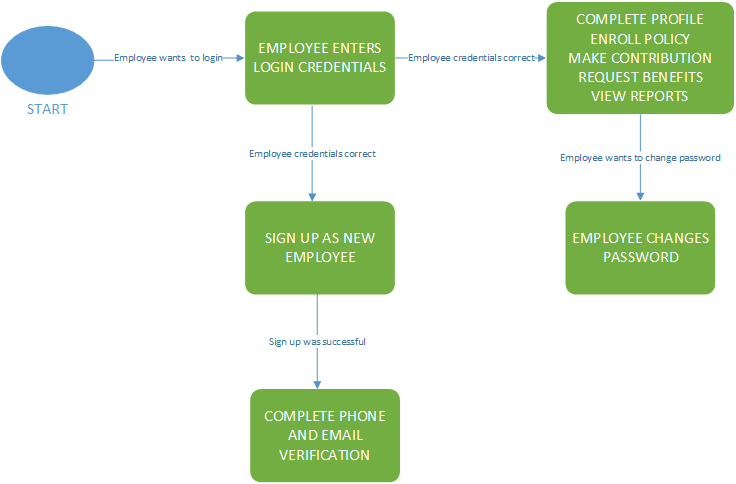 START
Employee wants  to login
EMPLOYEE ENTERS
LOGIN CREDENTIALS
Employee credentials correct
COMPLETE PROFILE
ENROLL POLICY
MAKE CONTRIBUTION
REQUEST BENEFITS
VIEW REPORTS
Employee credentials correct
Employee wants to change password
SIGN UP AS NEW
EMPLOYEE
EMPLOYEE CHANGES
PASSWORD
Sign up was successful
COMPLETE PHONE
AND EMAIL
VERIFICATION